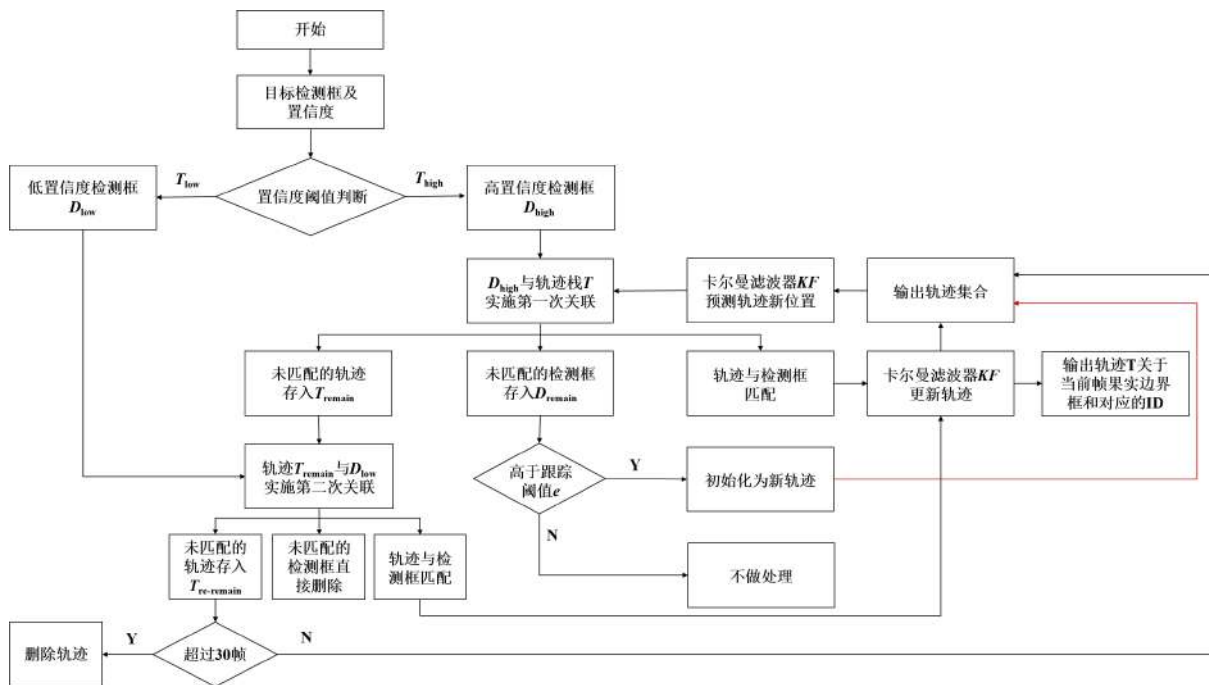 开始
目标检测框及
置信度
置信度阈值判断
T_low
T_high
低置信度检测框
D_low
高置信度检测框
D_high
D_high与轨迹栈T
实施第一次关联
卡尔曼滤波器KF
预测轨迹新位置
输出轨迹集合
未匹配的轨迹
存入T_remain
未匹配的检测框
存入D_remain
轨迹与检测框
匹配
卡尔曼滤波器KF
更新轨迹
输出轨迹T关于
当前帧果实边界
框和对应的ID
轨迹T_remain与D_low
实施第二次关联
高于跟踪
阈值e
Y
初始化为新轨迹
N
不做处理
未匹配的
轨迹存入
T_re-remain
未匹配的
检测框直
接删除
轨迹与检
测框匹配
删除轨迹
Y
超过30帧
N